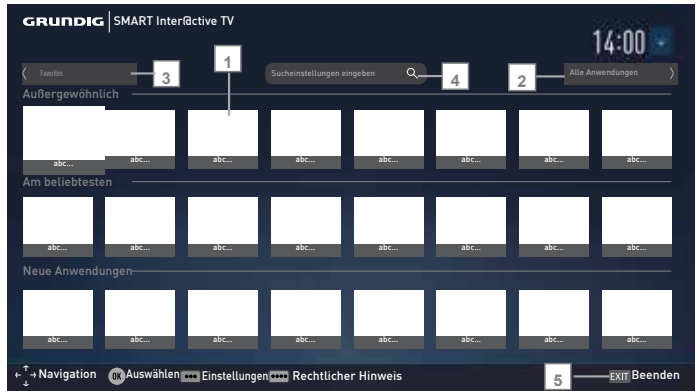 GRUNDIG SMART Inter@ctive TV
14:00
1
Favorites
3
Sucheinstellungen eingeben
4
2
Alle Anwendungen
Außergewöhnlich
abc... abc... abc... abc... abc... abc... abc... abc...
Am beliebtesten
abc... abc... abc... abc... abc... abc... abc... abc...
Neue Anwendungen
abc... abc... abc... abc... abc... abc... abc... abc...
Navigation OK Auswählen Einstellungen Rechtlicher Hinweis 5 EXIT Beenden